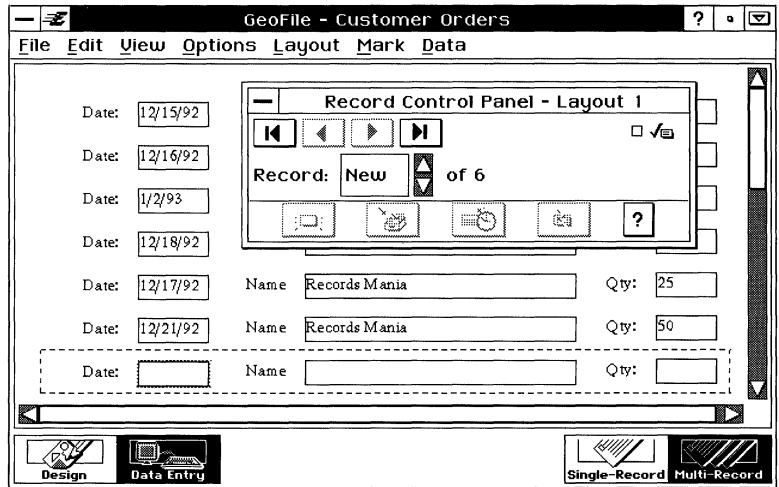 GeoFile - Customer Orders ?
File Edit View Options Layout Mark Data
Record Control Panel - Layout 1
Record: New of 6
?
Date: 12/15/92
Date: 12/16/92
Date: 1/2/93
Date: 12/18/92
Date: 12/17/92 Name Records Mania Qty: 25
Date: 12/21/92 Name Records Mania Qty: 50
Date: Name Qty:
Design Data Entry Single-Record Multi-Record